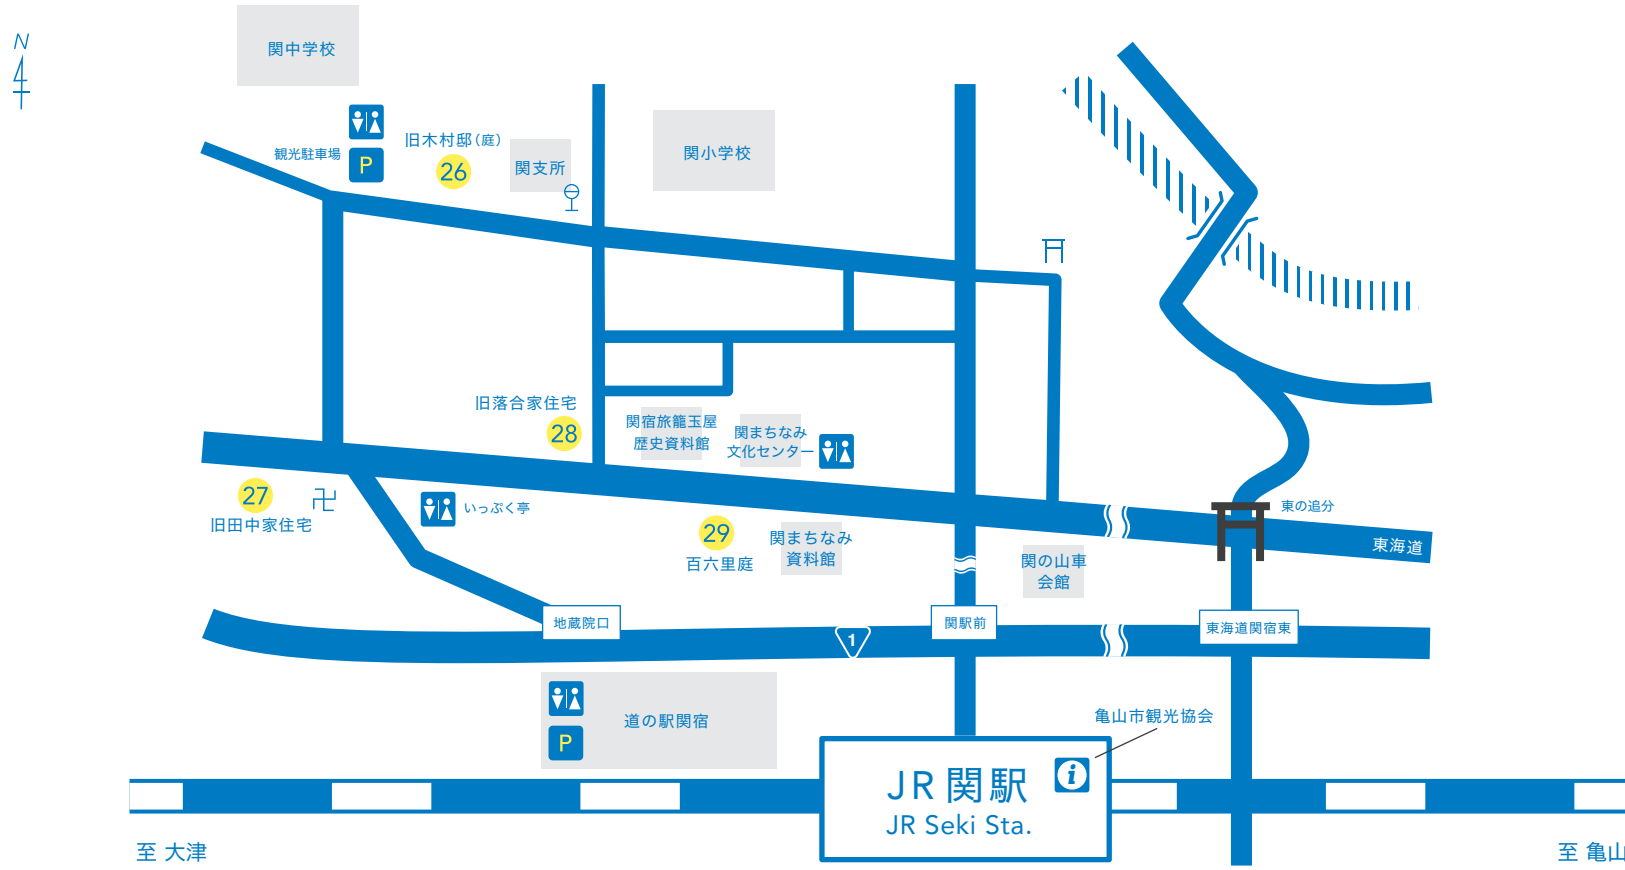 N
関中学校
観光駐車場
P
旧木村邸(庭)
26
関支所
関小学校
旧落合家住宅
28
関宿旅籠玉屋
歴史資料館
関まちなみ
文化センター
27
旧田中家住宅
卍
いっぷく亭
29
百六里庭
関まちなみ
資料館
関の山車
会館
東の追分
東海道
地蔵院口
1
関駅前
東海道関宿東
道の駅関宿
P
亀山市観光協会
i
JR 関駅
JR Seki Sta.
至 大津
至 亀山